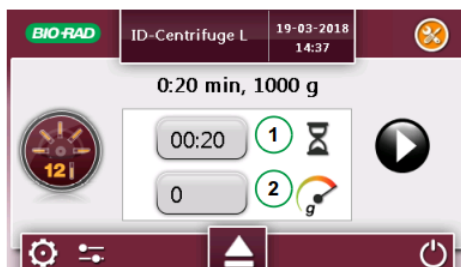 BIO-RAD
ID-Centrifuge L
19-03-2018
14:37
0:20 min, 1000 g
12
00:20
1
0
2
g